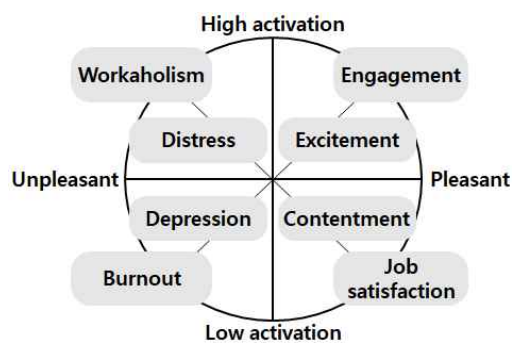 High activation
Workaholism
Engagement
Distress
Excitement
Unpleasant
Pleasant
Depression
Contentment
Burnout
Job
satisfaction
Low activation